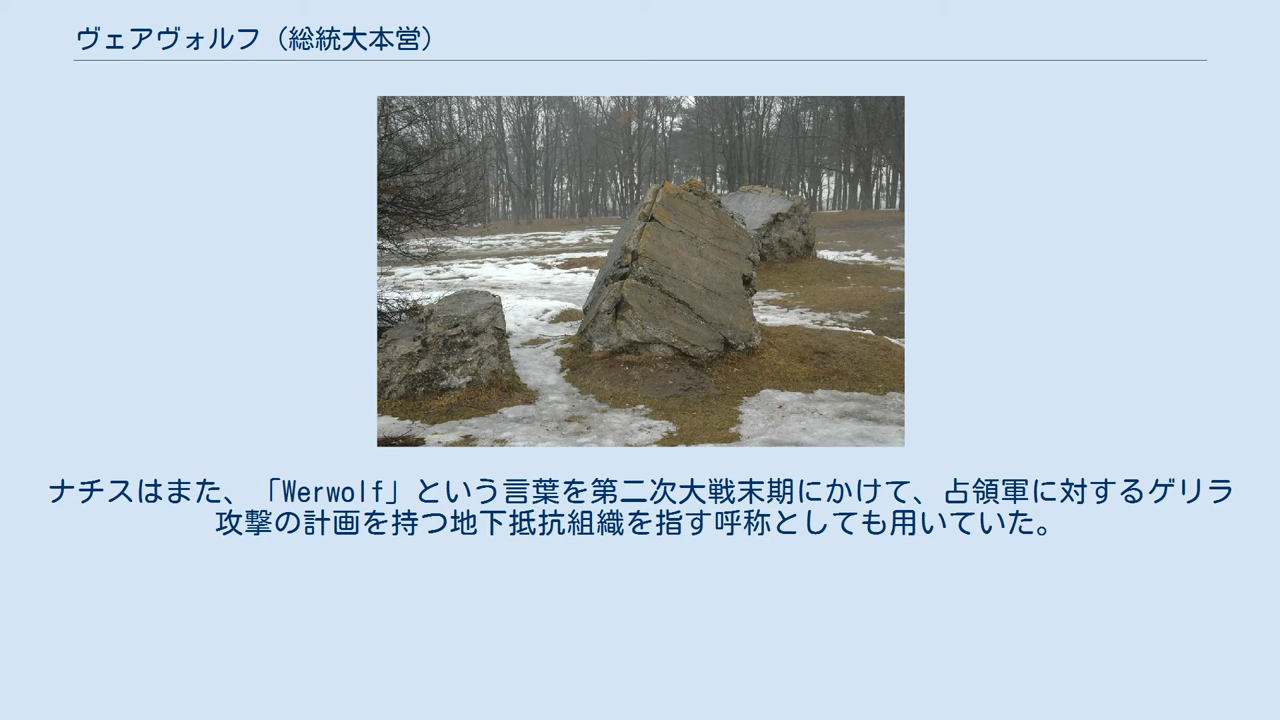 ヴェアヴォルフ（総統大本営）
ナチスはまた、「Werwolf」という言葉を第二次大戦末期にかけて、占領軍に対するゲリラ
攻撃の計画を持つ地下抵抗組織を指す呼称としても用いていた。